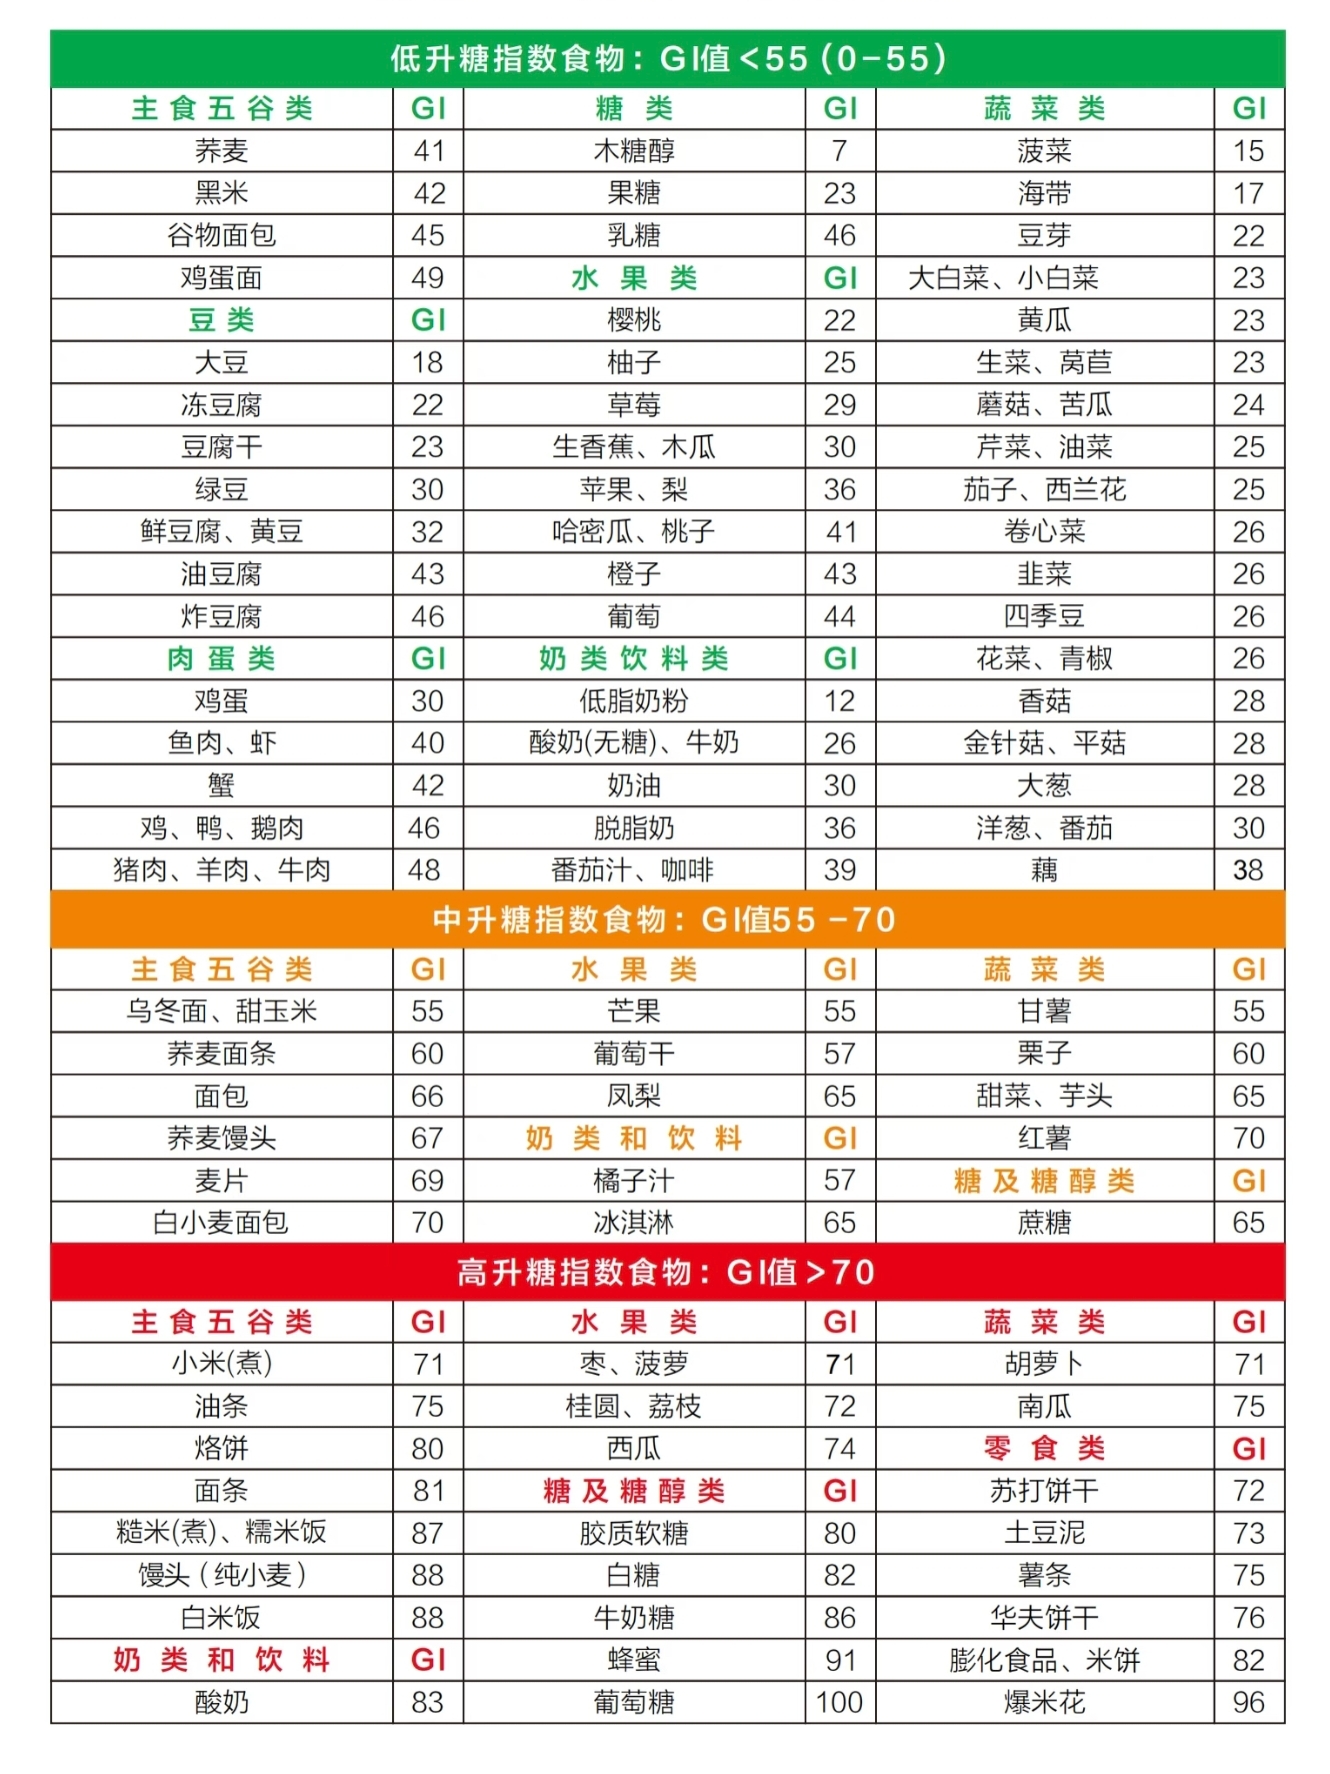 低升糖指数食物：GI值<55（0-55）
主食五谷类 GI 糖类 GI 蔬菜类 GI
荞麦 41 木糖醇 7 菠菜 15
黑米 42 果糖 23 海带 17
谷物面包 45 乳糖 46 豆芽 22
鸡蛋面 49 水果类 GI 大白菜、小白菜 23
豆类 GI 樱桃 22 黄瓜 23
大豆 18 柚子 25 生菜、莴苣 23
冻豆腐 22 草莓 29 蘑菇、苦瓜 24
豆腐干 23 生香蕉、木瓜 30 芹菜、油菜 25
绿豆 30 苹果、梨 36 茄子、西兰花 25
鲜豆腐、黄豆 32 哈密瓜、桃子 41 卷心菜 26
油豆腐 43 橙子 43 韭菜 26
炸豆腐 46 葡萄 44 四季豆 26
肉蛋类 GI 奶类饮料类 GI 花菜、青椒 26
鸡蛋 30 低脂奶粉 12 香菇 28
鱼肉、虾 40 酸奶(无糖)、牛奶 26 金针菇、平菇 28
蟹 42 奶油 30 大葱 28
鸡、鸭、鹅肉 46 脱脂奶 36 洋葱、番茄 30
猪肉、羊肉、牛肉 48 番茄汁、咖啡 39 藕 38
中升糖指数食物：GI值55-70
主食五谷类 GI 水果类 GI 蔬菜类 GI
乌冬面、甜玉米 55 芒果 55 甘薯 55
荞麦面条 60 葡萄干 57 栗子 60
面包 66 凤梨 65 甜菜、芋头 65
荞麦馒头 67 奶类和饮料 GI 红薯 70
麦片 69 橘子汁 57 糖及糖醇类 GI
白小麦面包 70 冰淇淋 65 蔗糖 65
高升糖指数食物：GI值>70
主食五谷类 GI 水果类 GI 蔬菜类 GI
小米(煮) 71 枣、菠萝 71 胡萝卜 71
油条 75 桂圆、荔枝 72 南瓜 75
烙饼 80 西瓜 74 零食类 GI
面条 81 糖及糖醇类 GI 苏打饼干 72
糙米(煮)、糯米饭 87 胶质软糖 80 土豆泥 73
馒头（纯小麦） 88 白糖 82 薯条 75
白米饭 88 牛奶糖 86 华夫饼干 76
奶类和饮料 GI 蜂蜜 91 膨化食品、米饼 82
酸奶 83 葡萄糖 100 爆米花 96